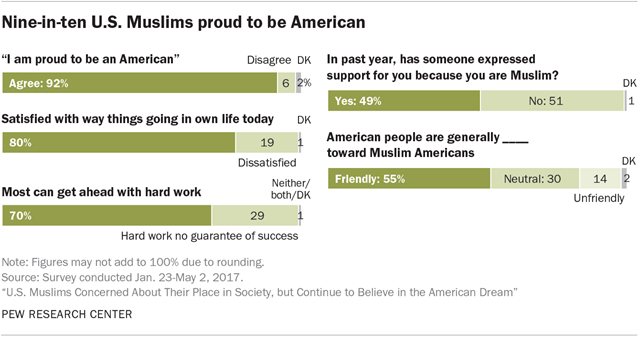 Nine-in-ten U.S. Muslims proud to be American
“I am proud to be an American”
Disagree DK
Agree: 92% 6 2%
Satisfied with way things going in own life today DK
80% 19 1
Dissatisfied
Most can get ahead with hard work
Neither/
both/DK
70% 29 1
Hard work no guarantee of success
In past year, has someone expressed
support for you because you are Muslim?
DK
Yes: 49% No: 51 1
American people are generally ____
toward Muslim Americans
DK
Friendly: 55% Neutral: 30 14 2
Unfriendly
Note: Figures may not add to 100% due to rounding.
Source: Survey conducted Jan. 23-May 2, 2017.
“U.S. Muslims Concerned About Their Place in Society, but Continue to Believe in the American Dream”
PEW RESEARCH CENTER